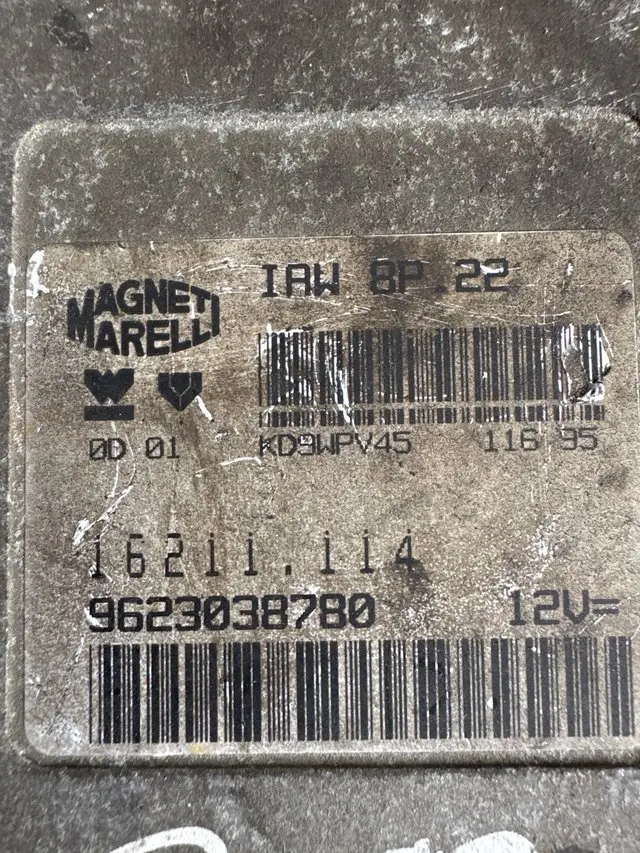 IAW 8P.22
MAGNETI
MARELLI
0D 01 KD9WPV45 116 95
16211.114
9623038780 12V=